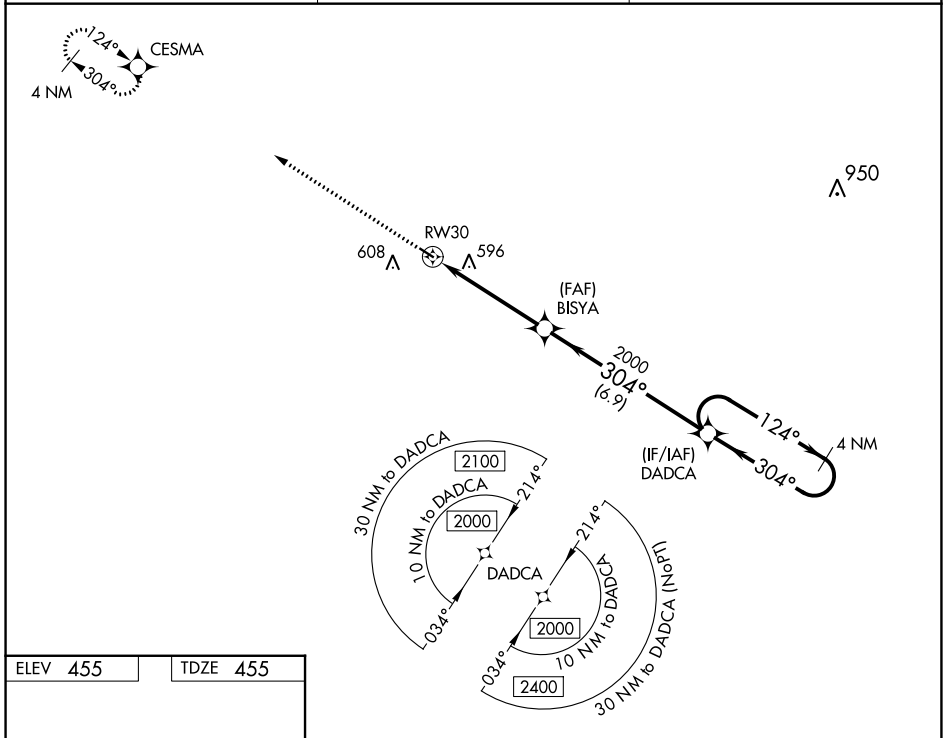 124°
CESMA
304°
4 NM
950
RW30
608
596
(FAF)
BISYA
2000
304°
(6.9)
124°
4 NM
304°
(IF/IAF)
DADCA
30 NM to DADCA
2100
214°
10 NM to DADCA
2000
034°
DADCA
214°
2000
10 NM to DADCA
034°
2400
30 NM to DADCA (NoPT)
ELEV 455
TDZE 455